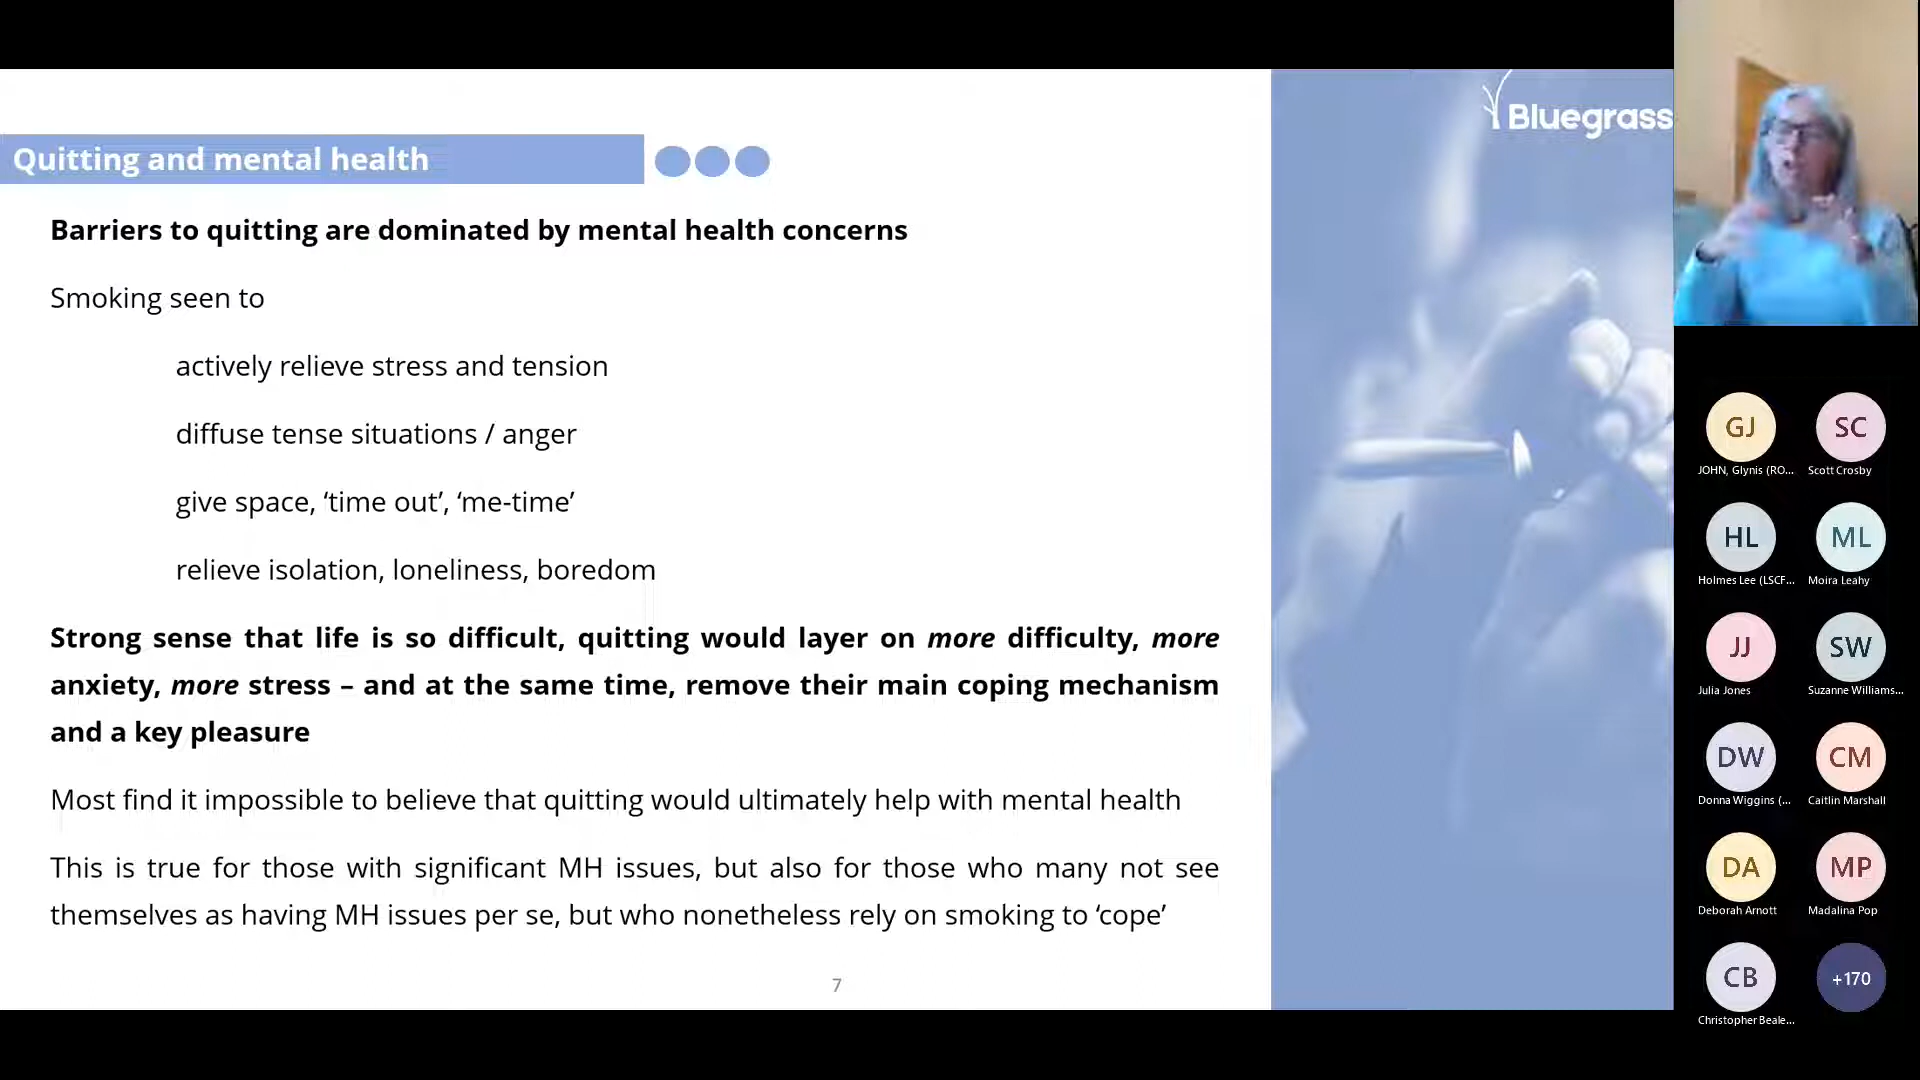 Bluegrass
Quitting and mental health
Barriers to quitting are dominated by mental health concerns
Smoking seen to
actively relieve stress and tension
diffuse tense situations / anger
give space, ‘time out’, ‘me-time’
relieve isolation, loneliness, boredom
Strong sense that life is so difficult, quitting would layer on more difficulty, more
anxiety, more stress – and at the same time, remove their main coping mechanism
and a key pleasure
Most find it impossible to believe that quitting would ultimately help with mental health
This is true for those with significant MH issues, but also for those who many not see
themselves as having MH issues per se, but who nonetheless rely on smoking to ‘cope’
7
GJ
JOHN, Glynis (RO...
SC
Scott Crosby
HL
Holmes Lee (LSCF...
ML
Moira Leahy
JJ
Julia Jones
SW
Suzanne Williams...
DW
Donna Wiggins (...
CM
Caitlin Marshall
DA
Deborah Arnott
MP
Madalina Pop
CB
Christopher Beale...
+170